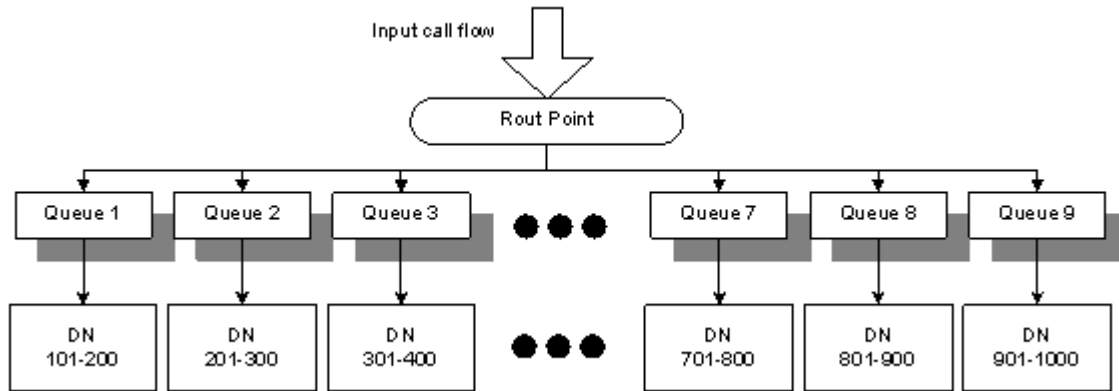 Input call flow
Rout Point
Queue 1
Queue 2
Queue 3
Queue 7
Queue 8
Queue 9
DN
101-200
DN
201-300
DN
301-400
DN
701-800
DN
801-900
DN
901-1000